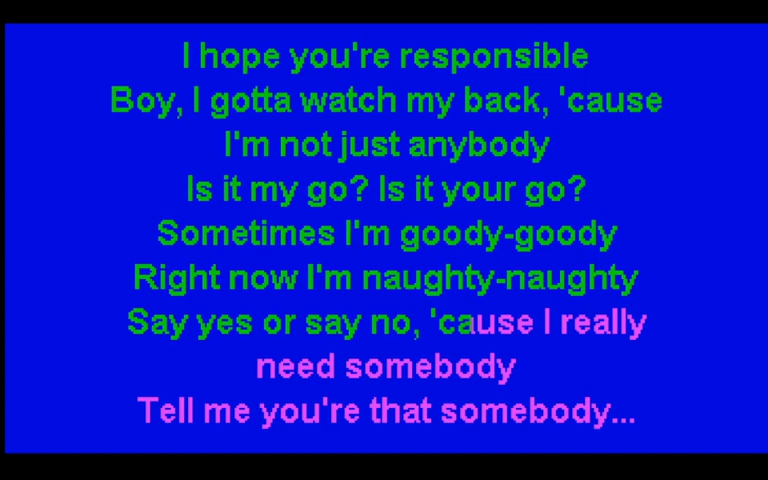 I hope you're responsible
Boy, I gotta watch my back, 'cause
I'm not just anybody
Is it my go? Is it your go?
Sometimes I'm goody-goody
Right now I'm naughty-naughty
Say yes or say no, 'cause I really
need somebody
Tell me you're that somebody...